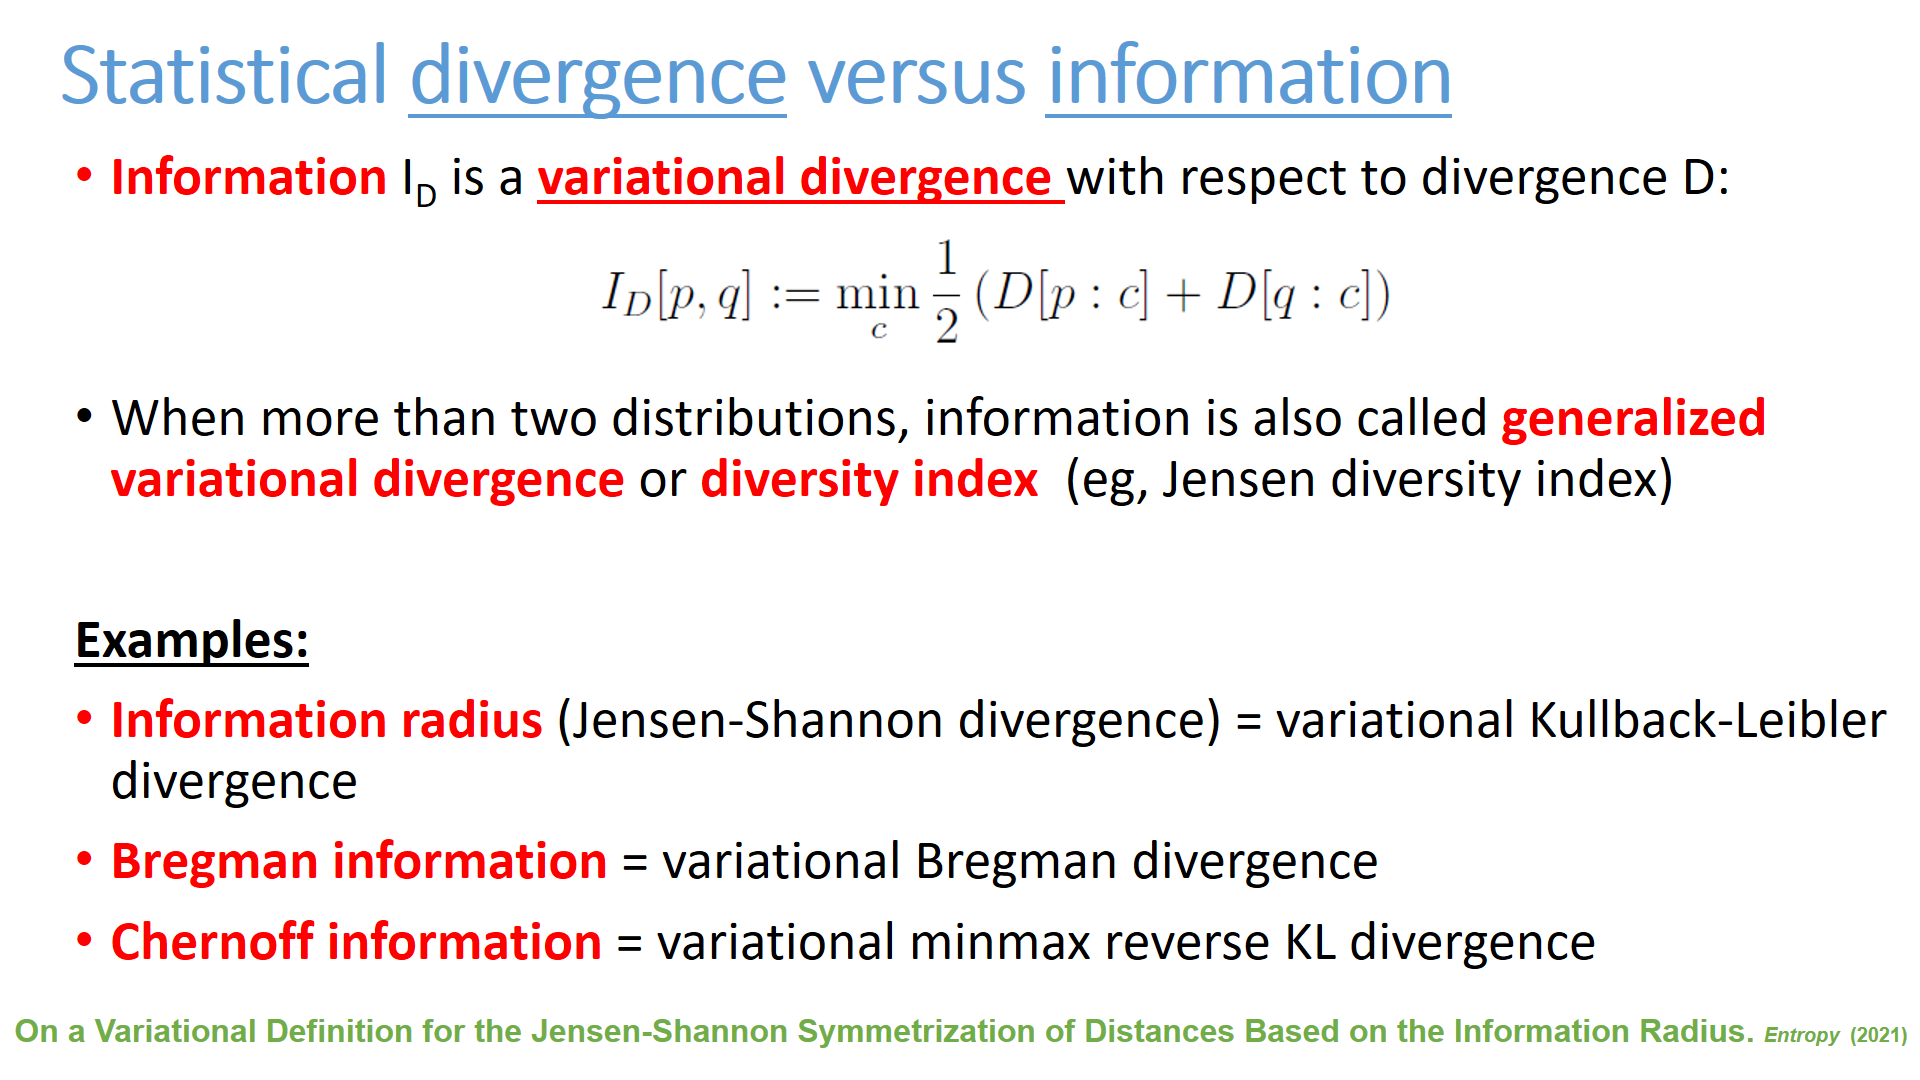 Statistical divergence versus information
• Information I_D is a variational divergence with respect to divergence D:
I_D[p, q] := min_c 1/2 (D[p : c] + D[q : c])
• When more than two distributions, information is also called generalized
variational divergence or diversity index (eg, Jensen diversity index)
Examples:
• Information radius (Jensen-Shannon divergence) = variational Kullback-Leibler
divergence
• Bregman information = variational Bregman divergence
• Chernoff information = variational minmax reverse KL divergence
On a Variational Definition for the Jensen-Shannon Symmetrization of Distances Based on the Information Radius. Entropy (2021)